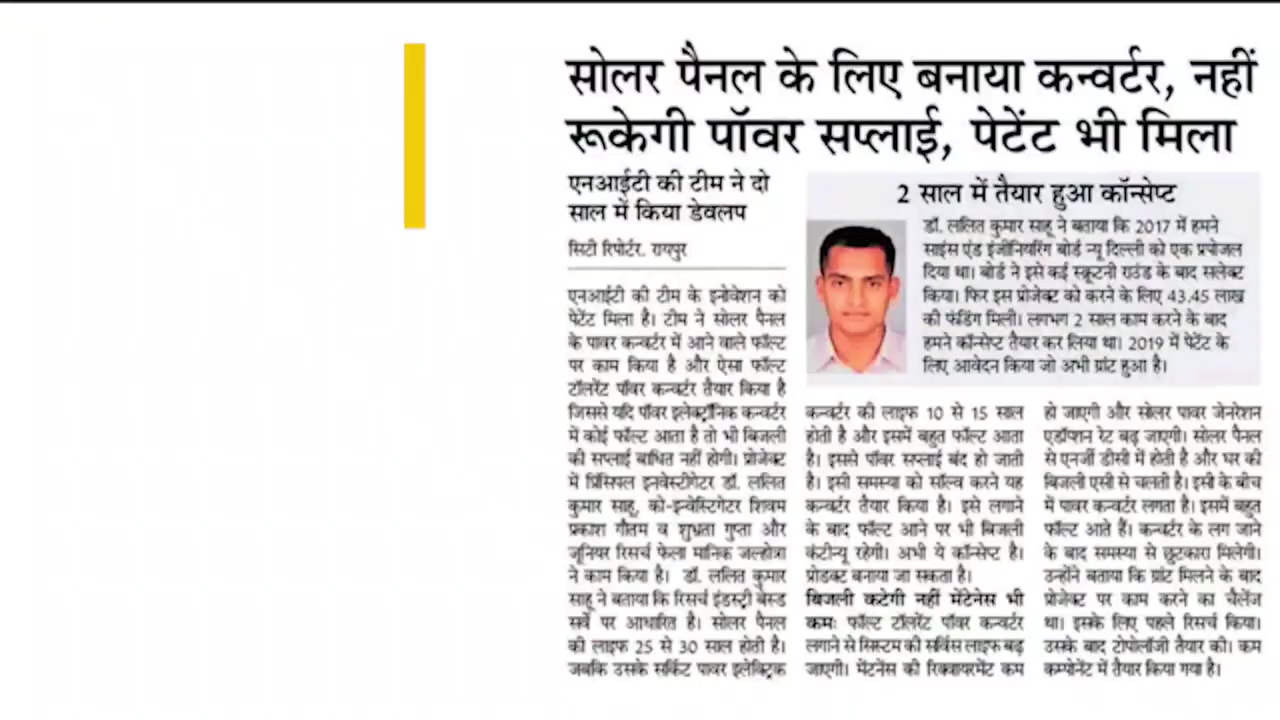 सोलर पैनल के लिए बनाया कन्वर्टर, नहीं
रूकेगी पॉवर सप्लाई, पेटेंट भी मिला
एनआईटी की टीम ने दो
साल में किया डेवलप
सिटी रिपोर्टर. रायपुर
एनआईटी की टीम के इनोवेशन को
पेटेंट मिला है। टीम ने सोलर पैनल
के पावर कन्वर्टर में आने वाले फॉल्ट
पर काम किया है और ऐसा फॉल्ट
टॉलरेंट पॉवर कन्वर्टर तैयार किया है
जिससे यदि पॉवर इलेक्ट्रॉनिक कन्वर्टर
में कोई फॉल्ट आता है तो भी बिजली
की सप्लाई बाधित नहीं होगी। प्रोजेक्ट
में प्रिंसिपल इनवेस्टीगेटर डॉ. ललित
कुमार साहू, को-इन्वेस्टिगेटर शिवम
प्रकाश गौतम व शुभ्रता गुप्ता और
जूनियर रिसर्च फेलो मानिक जल्होत्रा
ने काम किया है। डॉ. ललित कुमार
साहू ने बताया कि रिसर्च इंडस्ट्री बेस्ड
सर्वे पर आधारित है। सोलर पैनल
की लाइफ 25 से 30 साल होती है।
जबकि उसके सर्किट पावर इलेक्ट्रिक
2 साल में तैयार हुआ कॉन्सेप्ट
डॉ. ललित कुमार साहू ने बताया कि 2017 में हमने
साइंस एंड इंजीनियरिंग बोर्ड न्यू दिल्ली को एक प्रपोजल
दिया था। बोर्ड ने इसे कई स्क्रूटनी राउंड के बाद सलेक्ट
किया। फिर इस प्रोजेक्ट को करने के लिए 43.45 लाख
की फंडिंग मिली। लगभग 2 साल काम करने के बाद
हमने कॉन्सेप्ट तैयार कर लिया था। 2019 में पेटेंट के
लिए आवेदन किया जो अभी ग्रांट हुआ है।
कन्वर्टर की लाइफ 10 से 15 साल
होती है और इसमें बहुत फॉल्ट आता
है। इससे पॉवर सप्लाई बंद हो जाती
है। इसी समस्या को सॉल्व करने यह
कन्वर्टर तैयार किया है। इसे लगाने
के बाद फॉल्ट आने पर भी बिजली
कंटीन्यू रहेगी। अभी ये कॉन्सेप्ट है।
प्रोडक्ट बनाया जा सकता है।
बिजली कटेगी नहीं मेंटेनेस भी
कमः फॉल्ट टॉलरेंट पॉवर कन्वर्टर
लगाने से सिस्टम की सर्विस लाइफ बढ़
जाएगी। मेंटनेंस की रिक्वायरमेंट कम
हो जाएगी और सोलर पावर जेनरेशन
एडॉप्शन रेट बढ़ जाएगी। सोलर पैनल
से एनर्जी डीसी में होती है और घर की
बिजली एसी से चलती है। इसी के बीच
में पावर कन्वर्टर लगता है। इसमें बहुत
फॉल्ट आते हैं। कन्वर्टर के लग जाने
के बाद समस्या से छुटकारा मिलेगी।
उन्होंने बताया कि ग्रांट मिलने के बाद
प्रोजेक्ट पर काम करने का चैलेंज
था। इसके लिए पहले रिसर्च किया।
उसके बाद टोपोलॉजी तैयार की। कम
कम्पोनेंट में तैयार किया गया है।